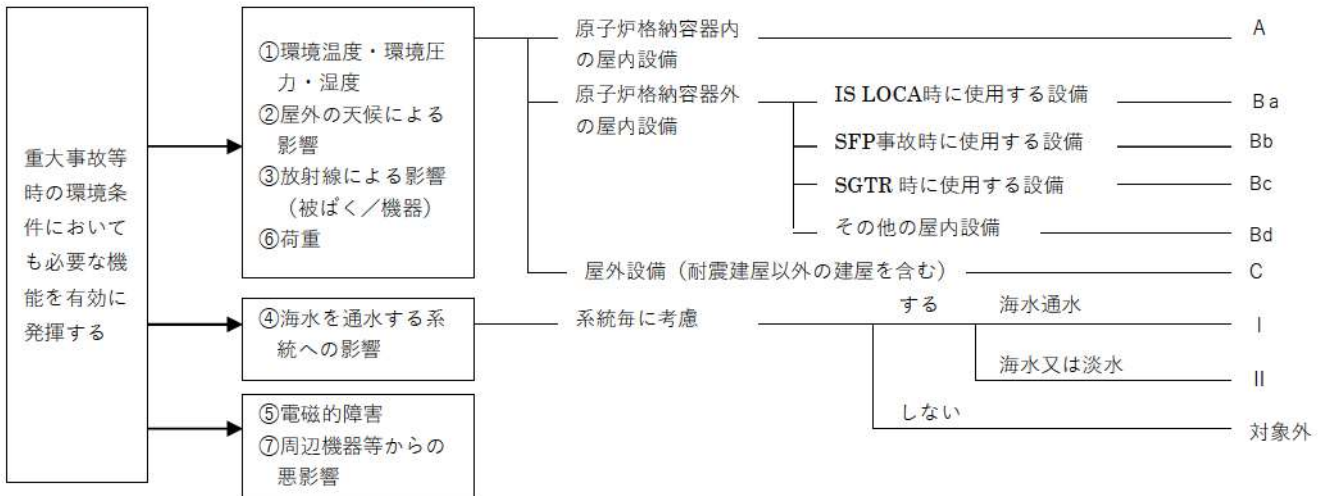 重大事故等
時の環境条
件において
も必要な機
能を有効に
発揮する
①環境温度・環境圧
力・湿度
②屋外の天候による
影響
③放射線による影響
（被ばく／機器）
⑥荷重
原子炉格納容器内
の屋内設備
A
原子炉格納容器外
の屋内設備
IS LOCA時に使用する設備
Ba
SFP事故時に使用する設備
Bb
SGTR 時に使用する設備
Bc
その他の屋内設備
Bd
屋外設備（耐震建屋以外の建屋を含む）
C
④海水を通水する系
統への影響
系統毎に考慮
する
海水通水
Ⅰ
海水又は淡水
Ⅱ
しない
対象外
⑤電磁的障害
⑦周辺機器等からの
悪影響